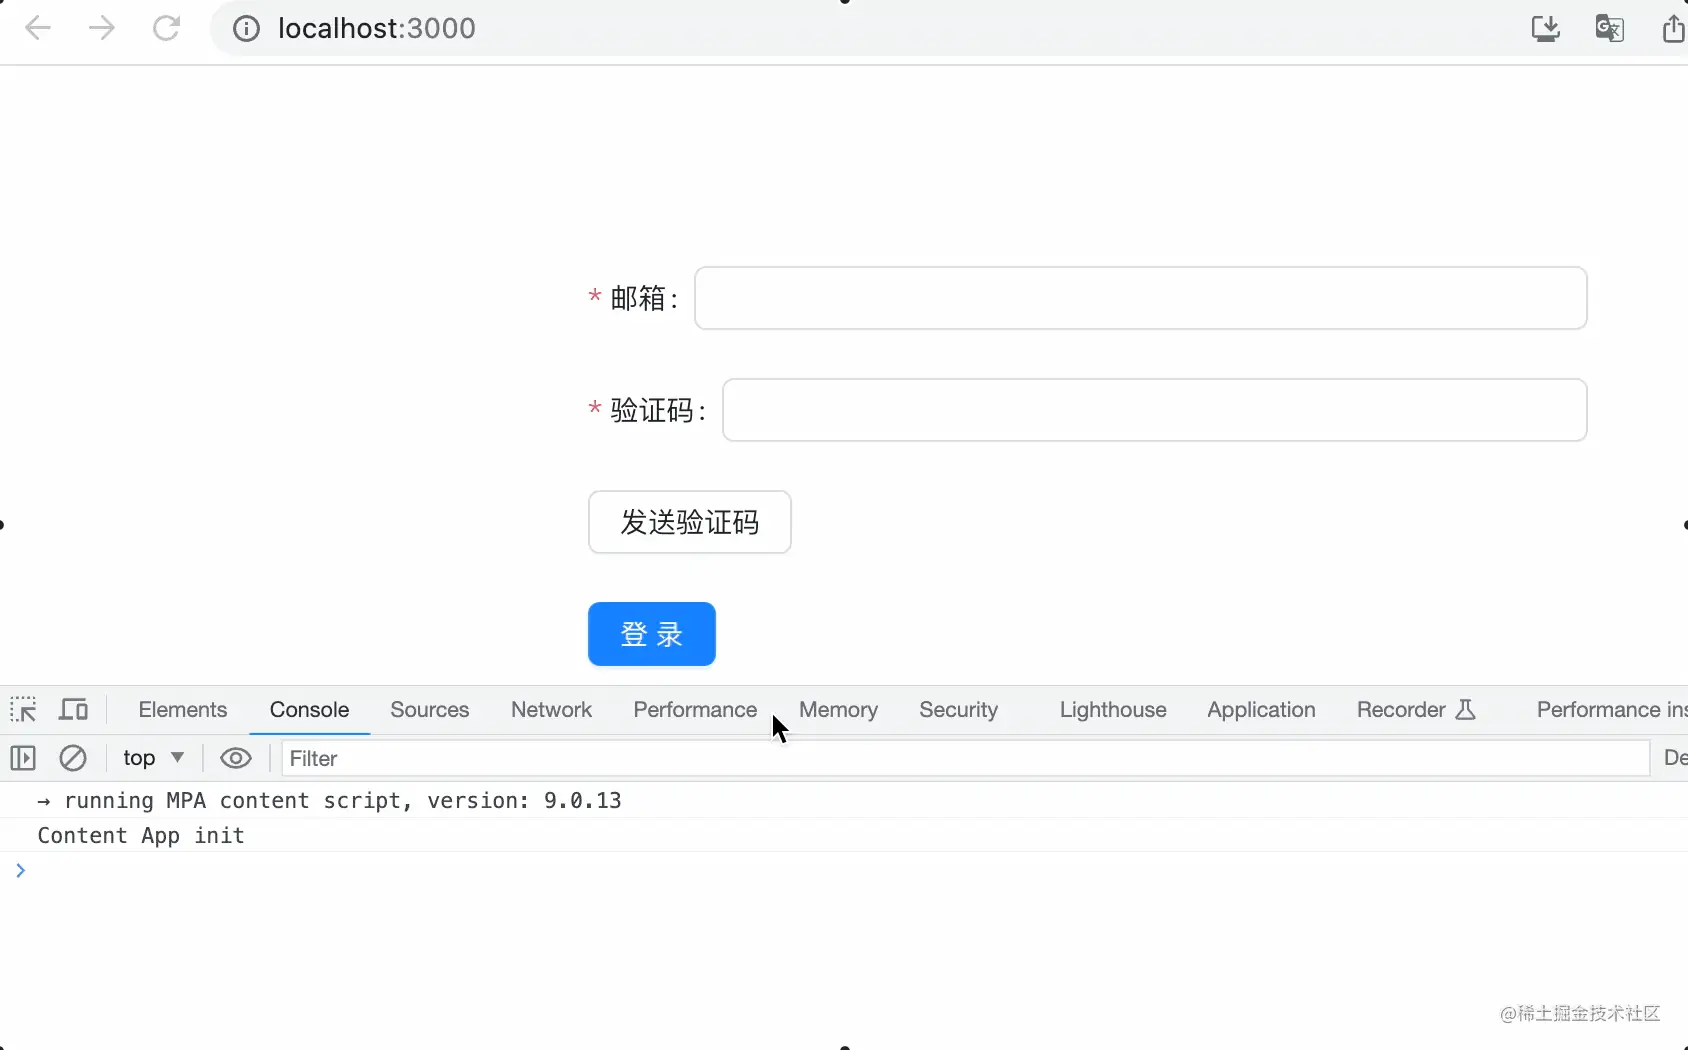 localhost:3000
* 邮箱:
* 验证码:
发送验证码
登 录
Elements Console Sources Network Performance Memory Security Lighthouse Application Recorder Performance ins
top Filter De
→ running MPA content script, version: 9.0.13
Content App init
@稀土掘金技术社区